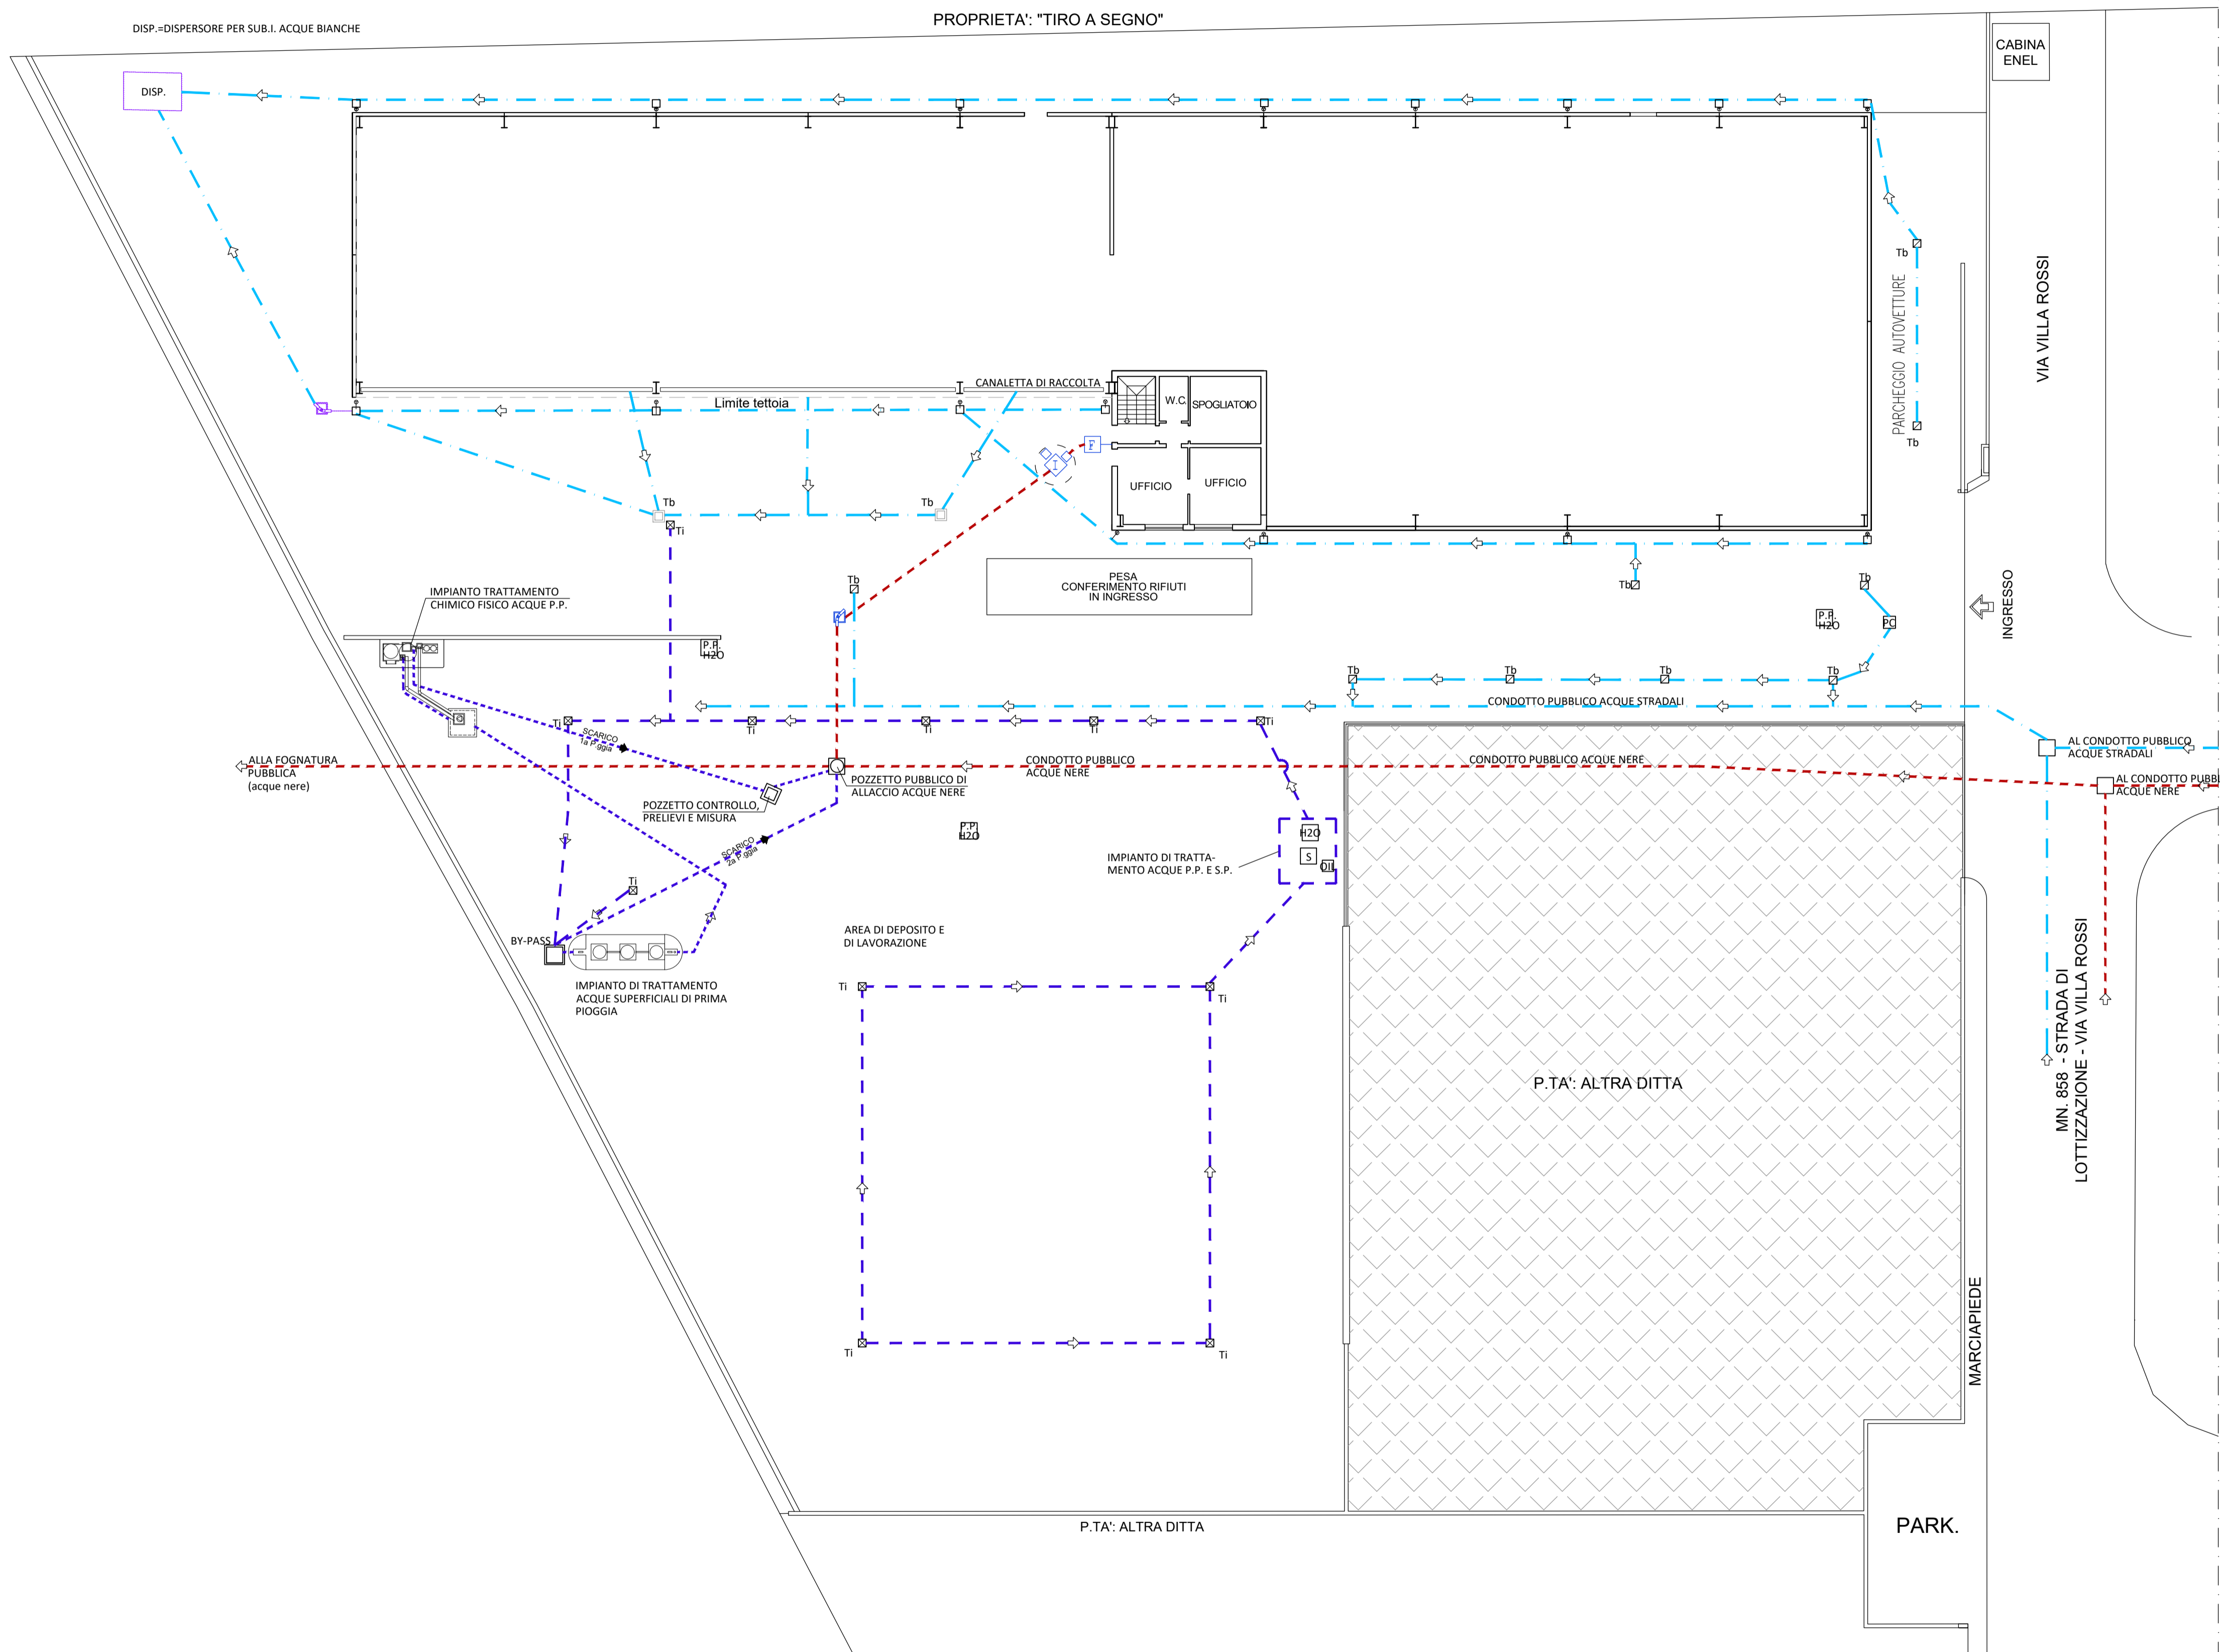 PROPRIETA': "TIRO A SEGNO"
DISP.=DISPERSORE PER SUB.I. ACQUE BIANCHE
CABINA
ENEL
DISP.
Tb
PARCHEGGIO AUTOVETTURE
VIA VILLA ROSSI
Tb
CANALETTA DI RACCOLTA
Limite tettoia
W.C.
SPOGLIATOIO
F
I
UFFICIO
UFFICIO
Tb
Tb
Ti
PESA
CONFERIMENTO RIFIUTI
IN INGRESSO
Tb
Tb
Tb
INGRESSO
IMPIANTO TRATTAMENTO
CHIMICO FISICO ACQUE P.P.
P.P.
H2O
P.P.
H2O
PC
Tb
Tb
Tb
Tb
CONDOTTO PUBBLICO ACQUE STRADALI
Ti
Ti
Ti
Ti
Ti
SCARICO
1a P.ggia
AL CONDOTTO PUBBLICO
ACQUE STRADALI
ALLA FOGNATURA
PUBBLICA
(acque nere)
CONDOTTO PUBBLICO
ACQUE NERE
CONDOTTO PUBBLICO ACQUE NERE
POZZETTO PUBBLICO DI
ALLACCIO ACQUE NERE
AL CONDOTTO PUBBL
ACQUE NERE
POZZETTO CONTROLLO,
PRELIEVI E MISURA
P.P.
H2O
H2O
S
OIL
SCARICO
2a P.ggia
IMPIANTO DI TRATTA-
MENTO ACQUE P.P. E S.P.
Ti
BY-PASS
AREA DI DEPOSITO E
DI LAVORAZIONE
IMPIANTO DI TRATTAMENTO
ACQUE SUPERFICIALI DI PRIMA
PIOGGIA
Ti
Ti
MN. 858 - STRADA DI
LOTTIZZAZIONE - VIA VILLA ROSSI
P.TA': ALTRA DITTA
MARCIAPIEDE
Ti
Ti
P.TA': ALTRA DITTA
PARK.